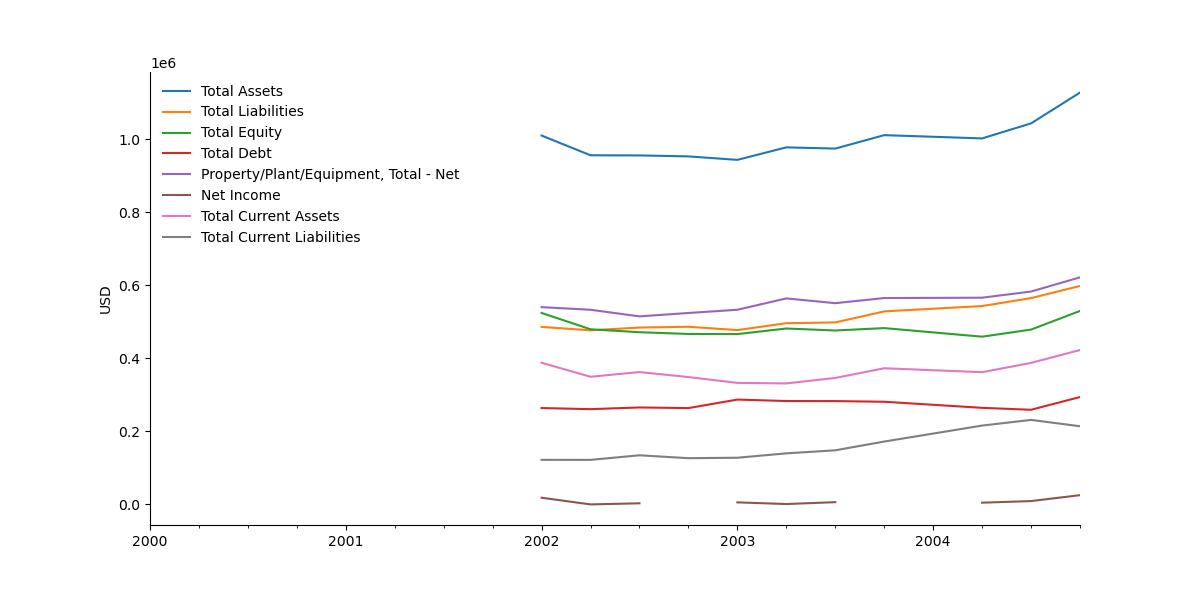 1e6
Total Assets
Total Liabilities
Total Equity
Total Debt
Property/Plant/Equipment, Total - Net
Net Income
Total Current Assets
Total Current Liabilities
1.0
0.8
0.6
0.4
0.2
0.0
USD
2000 2001 2002 2003 2004